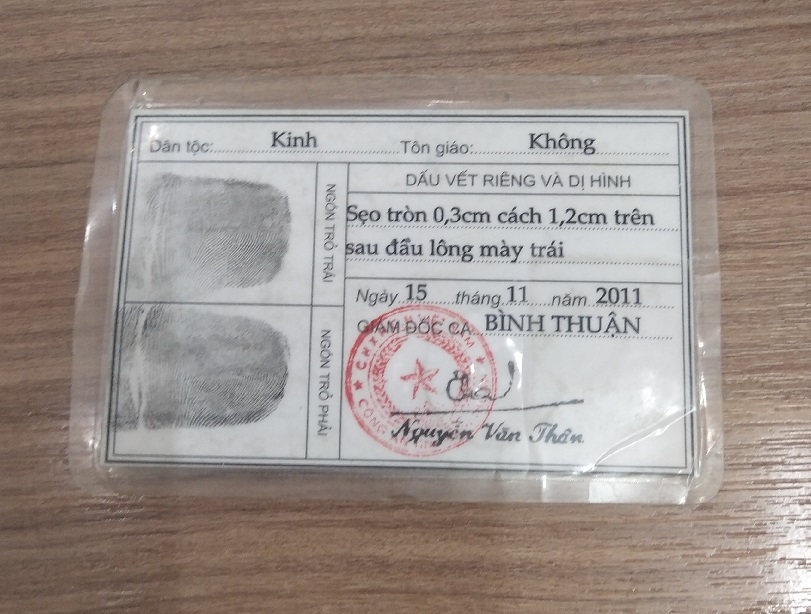 Dân tộc: Kinh Tôn giáo: Không
NGÓN TRỎ TRÁI
DẤU VẾT RIÊNG VÀ DỊ HÌNH
Sẹo tròn 0,3cm cách 1,2cm trên
sau đầu lông mày trái
Ngày 15 tháng 11 năm 2011
GIÁM ĐỐC CA BÌNH THUẬN
NGÓN TRỎ PHẢI
Nguyễn Văn Thân